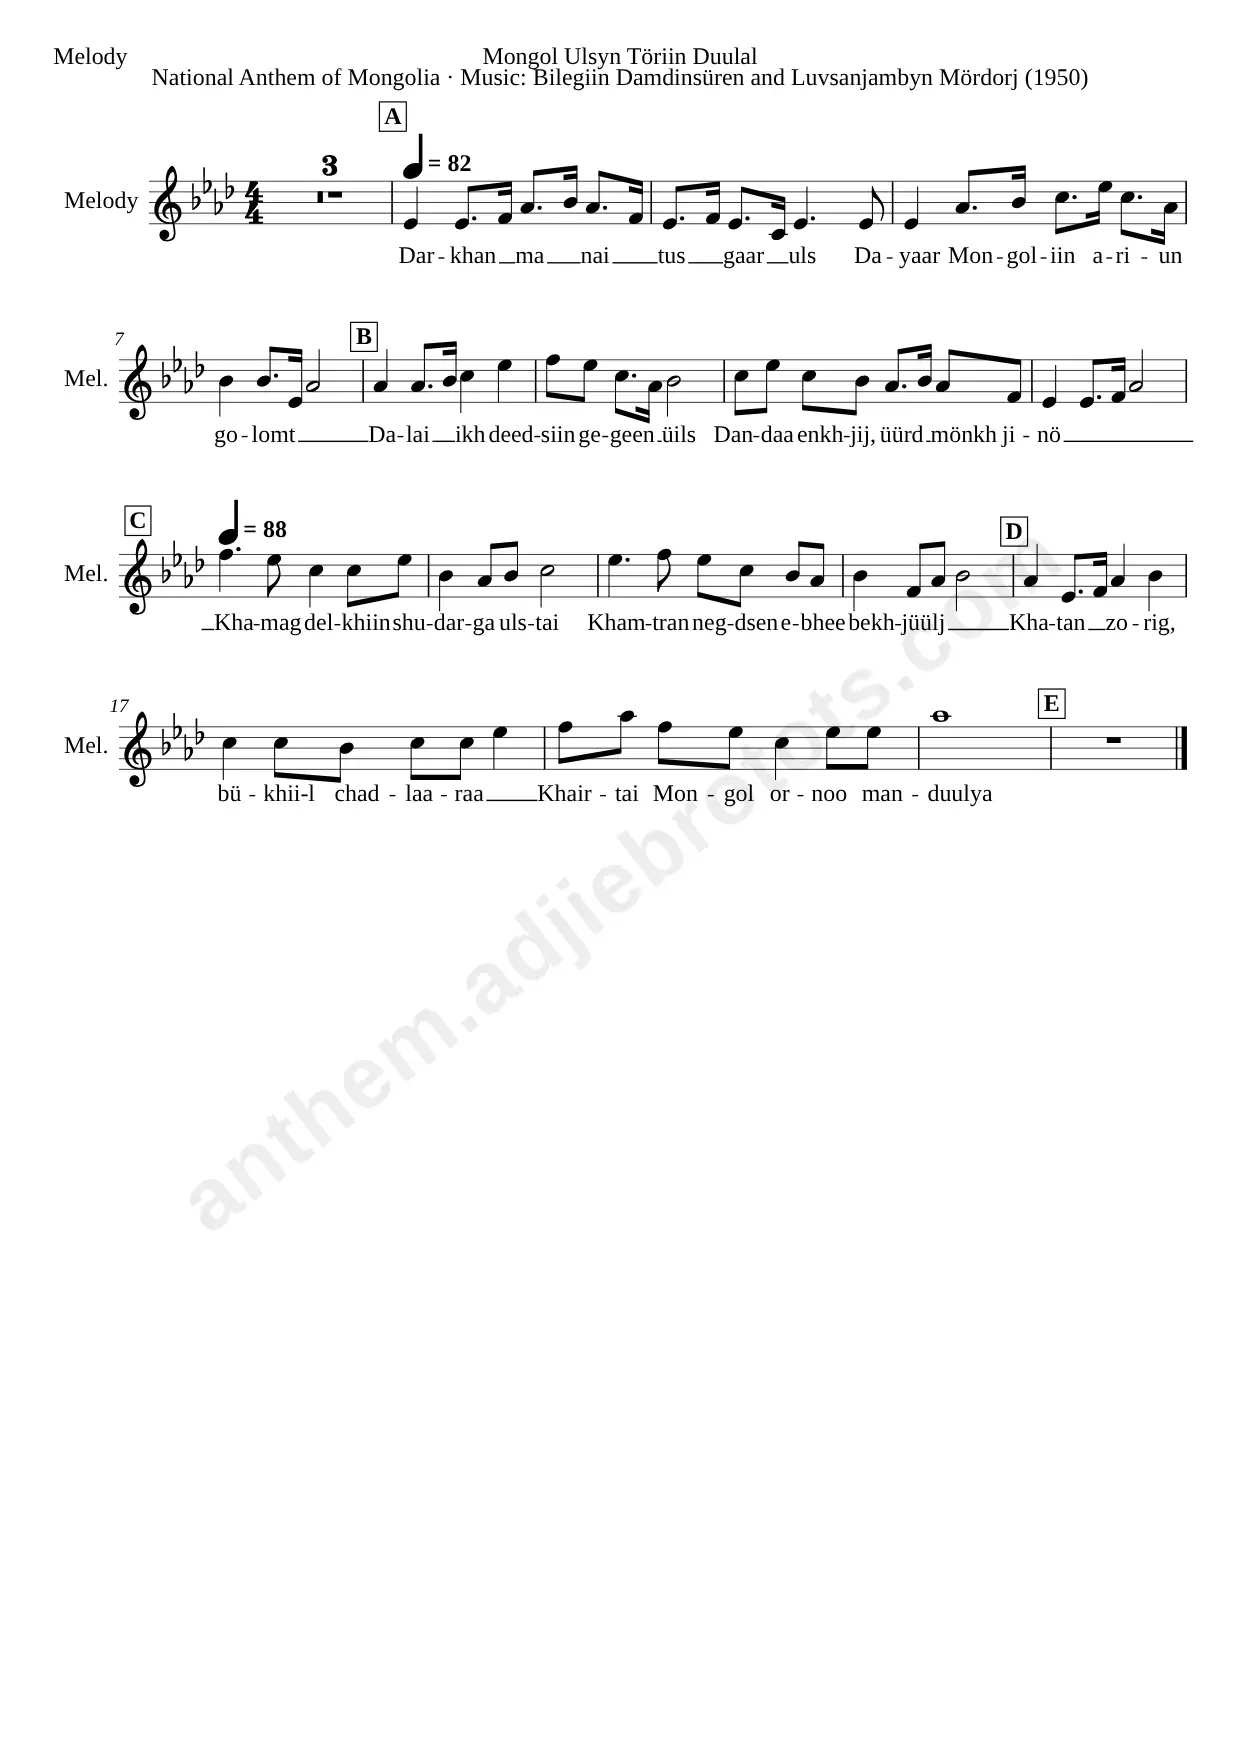 Melody
Mongol Ulsyn Töriin Duulal
National Anthem of Mongolia · Music: Bilegiin Damdinsüren and Luvsanjambyn Mördorj (1950)
A
3
= 82
Melody
4
4
Dar - khan _ ma _ nai _ tus _ gaar _ uls Da - yaar Mon - gol - iin a - ri - un
7
B
Mel.
go - lomt _ Da - lai _ ikh deed - siin ge - geen _ üils Dan - daa enkh - jij, üürd _ mönkh ji - nö _
C
= 88
D
Mel.
_ Kha - mag del - khiin shu - dar - ga uls - tai Kham - tran neg - dsen e - bhee bekh - jüülj _ Kha - tan _ zo - rig,
17
E
Mel.
bü - khii-l chad - laa - raa _ Khair - tai Mon - gol or - noo man - duulya
anthem.adjiebrotots.com